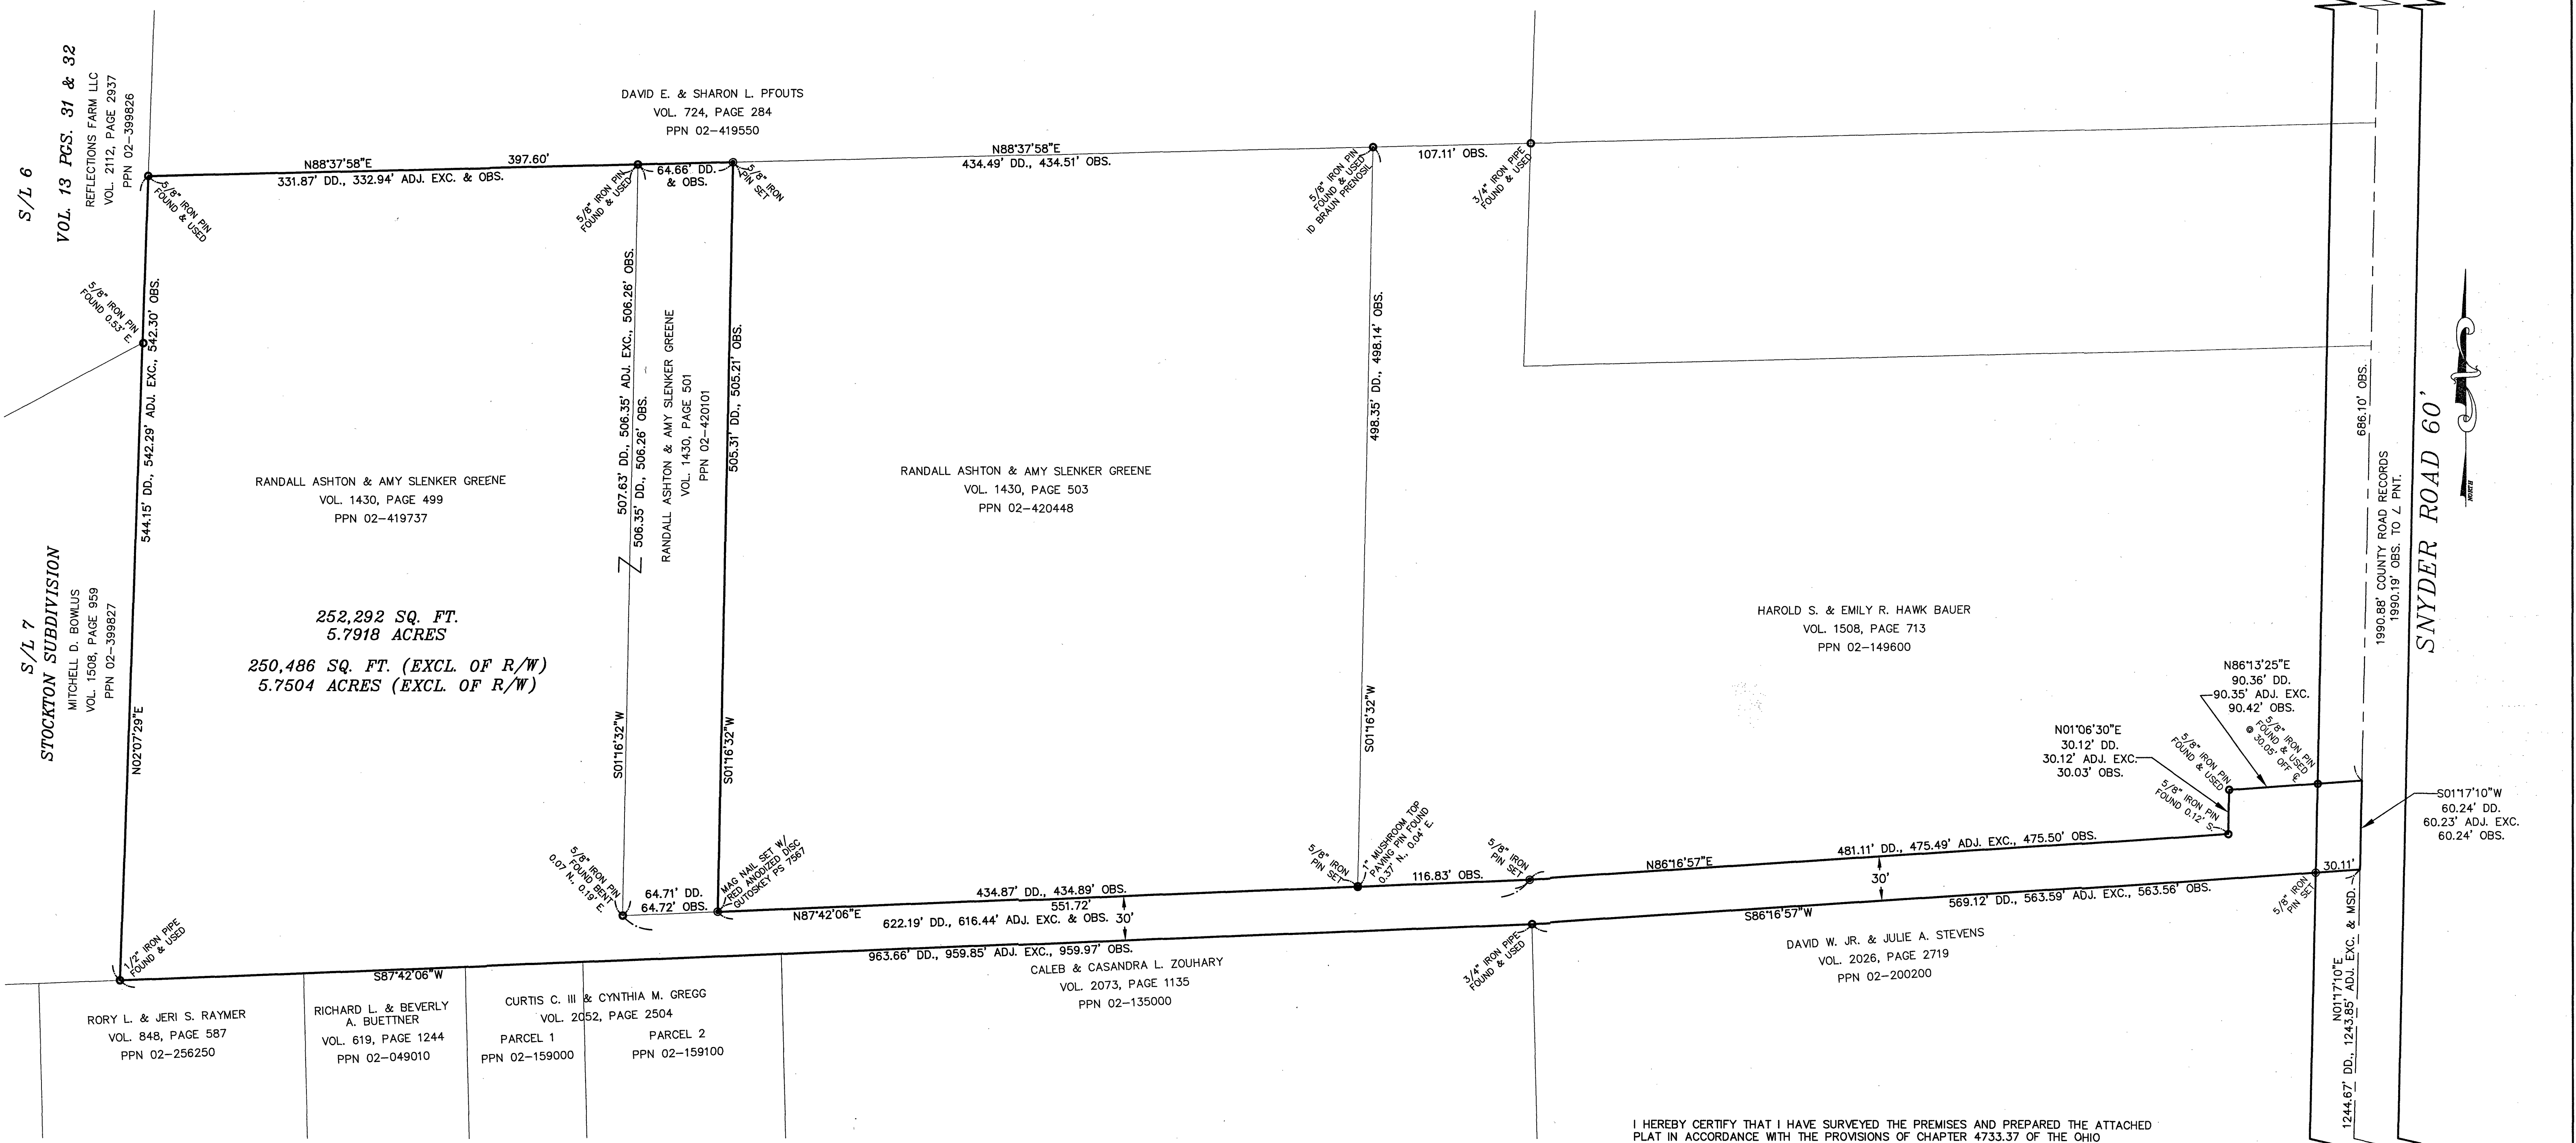 S/L 6
VOL. 13 PGS. 31 & 32
REFLECTIONS FARM LLC
VOL. 2112, PAGE 2937
PPN 02-399826
DAVID E. & SHARON L. PFOUTS
VOL. 724, PAGE 284
PPN 02-419550
N88°37'58"E
397.60'
331.87' DD., 332.94' ADJ. EXC. & OBS.
64.66' DD.
& OBS.
N88°37'58"E
434.49' DD., 434.51' OBS.
107.11' OBS.
5/8" IRON PIN
FOUND & USED
5/8" IRON PIN
FOUND & USED
5/8" IRON
PIN SET
5/8" IRON PIN
FOUND & USED
ID BRAUN PRENOSIL
3/4" IRON PIPE
FOUND & USED
5/8" IRON PIN
FOUND 0.53' E.
544.15' DD., 542.29' ADJ. EXC., 542.30' OBS.
N02°07'29"E
507.63' DD., 506.35' ADJ. EXC., 506.26' OBS.
506.35' DD., 506.26' OBS.
S01°16'32"W
RANDALL ASHTON & AMY SLENKER GREENE
VOL. 1430, PAGE 501
PPN 02-420101
505.31' DD., 505.21' OBS.
S01°16'32"W
498.35' DD., 498.14' OBS.
S01°16'32"W
RANDALL ASHTON & AMY SLENKER GREENE
VOL. 1430, PAGE 499
PPN 02-419737
RANDALL ASHTON & AMY SLENKER GREENE
VOL. 1430, PAGE 503
PPN 02-420448
S/L 7
STOCKTON SUBDIVISION
MITCHELL D. BOWLUS
VOL. 1508, PAGE 959
PPN 02-399827
252,292 SQ. FT.
5.7918 ACRES
250,486 SQ. FT. (EXCL. OF R/W)
5.7504 ACRES (EXCL. OF R/W)
HAROLD S. & EMILY R. HAWK BAUER
VOL. 1508, PAGE 713
PPN 02-149600
686.10' OBS.
1990.88' COUNTY ROAD RECORDS
1990.19' OBS. TO ∠ PNT.
SNYDER ROAD 60'
NORTH
N86°13'25"E
90.36' DD.
90.35' ADJ. EXC.
90.42' OBS.
N01°06'30"E
30.12' DD.
30.12' ADJ. EXC.
30.03' OBS.
5/8" IRON PIN
FOUND & USED
@ 30.05' OFF ℄
5/8" IRON PIN
FOUND & USED
5/8" IRON PIN
FOUND 0.12' S.
S01°17'10"W
60.24' DD.
60.23' ADJ. EXC.
60.24' OBS.
5/8" IRON PIN
FOUND BENT
0.07 N., 0.19' E.
MAG NAIL SET W/
RED ANODIZED DISC
GUTOSKEY PS 7567
64.71' DD.
64.72' OBS.
434.87' DD., 434.89' OBS.
N87°42'06"E
551.72'
622.19' DD., 616.44' ADJ. EXC. & OBS.
30'
5/8" IRON
PIN SET
1" MUSHROOM TOP
PAVING PIN FOUND
0.37' N., 0.04' E.
116.83' OBS.
5/8" IRON
PIN SET
N86°16'57"E
481.11' DD., 475.49' ADJ. EXC., 475.50' OBS.
30'
30.11'
5/8" IRON
PIN SET
S86°16'57"W
569.12' DD., 563.59' ADJ. EXC., 563.56' OBS.
1/2" IRON PIPE
FOUND & USED
S87°42'06"W
963.66' DD., 959.85' ADJ. EXC., 959.97' OBS.
3/4" IRON PIPE
FOUND & USED
RORY L. & JERI S. RAYMER
VOL. 848, PAGE 587
PPN 02-256250
RICHARD L. & BEVERLY
A. BUETTNER
VOL. 619, PAGE 1244
PPN 02-049010
CURTIS C. III & CYNTHIA M. GREGG
VOL. 2052, PAGE 2504
PARCEL 1
PPN 02-159000
PARCEL 2
PPN 02-159100
CALEB & CASANDRA L. ZOUHARY
VOL. 2073, PAGE 1135
PPN 02-135000
DAVID W. JR. & JULIE A. STEVENS
VOL. 2026, PAGE 2719
PPN 02-200200
N01°17'10"E
1244.67' DD., 1243.85' ADJ. EXC. & MSD.
I HEREBY CERTIFY THAT I HAVE SURVEYED THE PREMISES AND PREPARED THE ATTACHED
PLAT IN ACCORDANCE WITH THE PROVISIONS OF CHAPTER 4733.37 OF THE OHIO